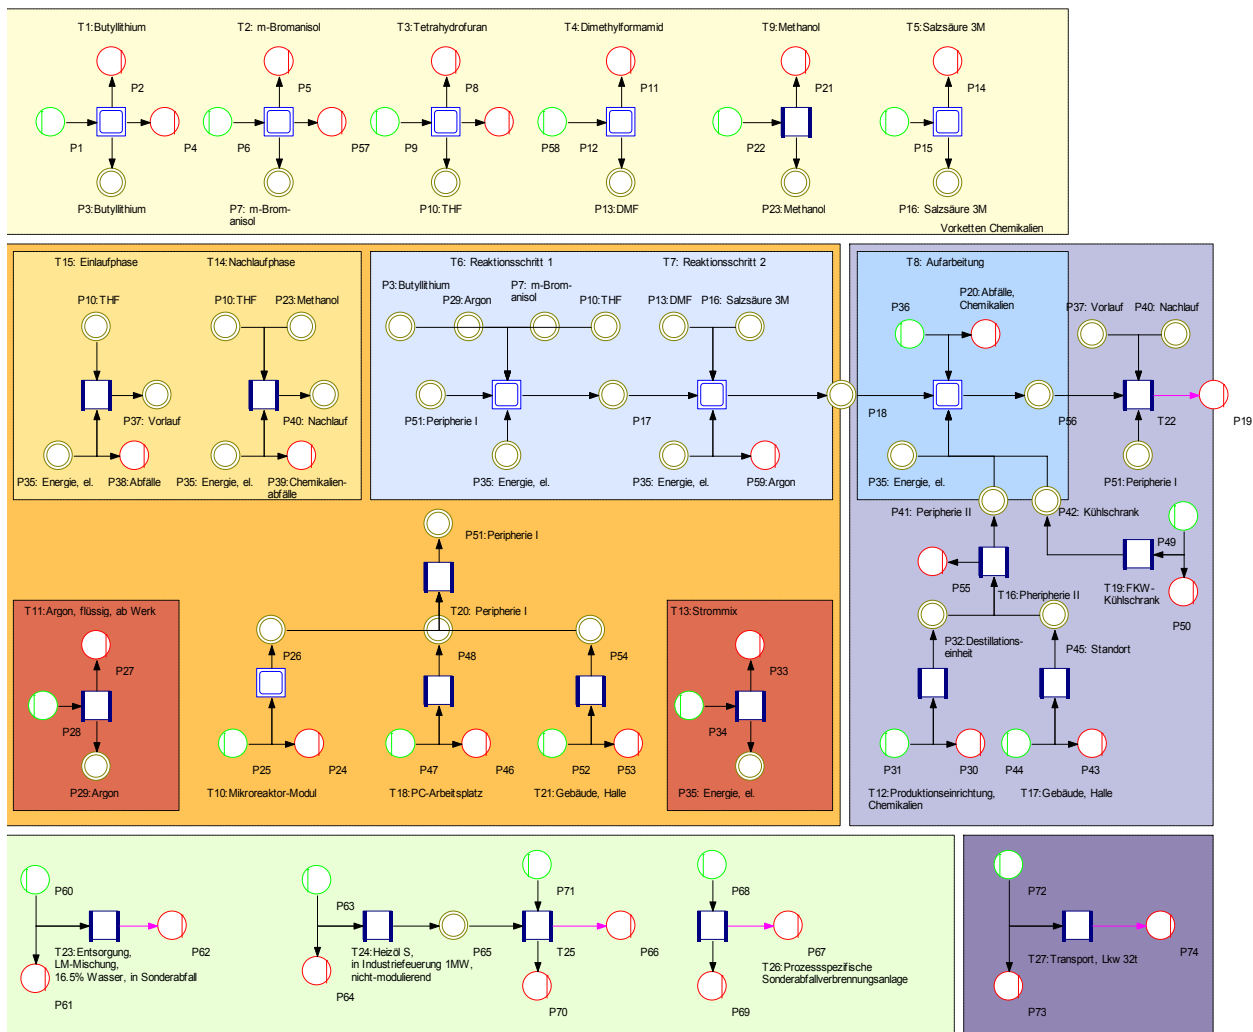 T1:Butyllithium
T2: m-Bromanisol
T3:Tetrahydrofuran
T4:Dimethylformamid
T9:Methanol
T5:Salzsäure 3M
P2
P5
P8
P11
P21
P14
P1
P4
P6
P57
P9
P58
P12
P22
P15
P3:Butyllithium
P7: m-Brom-
anisol
P10:THF
P13:DMF
P23:Methanol
P16: Salzsäure 3M
Vorketten Chemikalien
T15: Einlaufphase
T14:Nachlaufphase
T6: Reaktionsschritt 1
T7: Reaktionsschritt 2
T8: Aufarbeitung
P10:THF
P10:THF
P23:Methanol
P3:Butyllithium
P29:Argon
P7: m-Brom-
anisol
P10:THF
P13:DMF
P16: Salzsäure 3M
P36
P20:Abfälle,
Chemikalien
P37: Vorlauf
P40: Nachlauf
P37: Vorlauf
P40: Nachlauf
P51:Peripherie I
P17
P18
P56
T22
P19
P35: Energie, el.
P38:Abfälle
P35: Energie, el.
P39:Chemikalien-
abfälle
P35: Energie, el.
P35: Energie, el.
P59:Argon
P35: Energie, el.
P51:Peripherie I
P41: Peripherie II
P42: Kühlschrank
P51:Peripherie I
P49
P55
T16:Pheripherie II
T19:FKW-
Kühlschrank
P50
T11:Argon, flüssig, ab Werk
T20: Peripherie I
T13:Strommix
P27
P26
P48
P54
P33
P32:Destillations-
einheit
P45: Standort
P28
P34
P25
P24
P47
P46
P52
P53
P31
P30
P44
P43
P29:Argon
T10:Mikroreaktor-Modul
T18:PC-Arbeitsplatz
T21:Gebäude, Halle
P35: Energie, el.
T12:Produktionseinrichtung,
Chemikalien
T17:Gebäude, Halle
P60
P63
P71
P68
P72
T23:Entsorgung,
LM-Mischung,
16.5% Wasser, in Sonderabfall
P62
T24:Heizöl S,
in Industriefeuerung 1MW,
nicht-modulierend
P65
T25
P66
P67
T26:Prozessspezifische
Sonderabfallverbrennungsanlage
T27:Transport, Lkw 32t
P74
P61
P64
P70
P69
P73